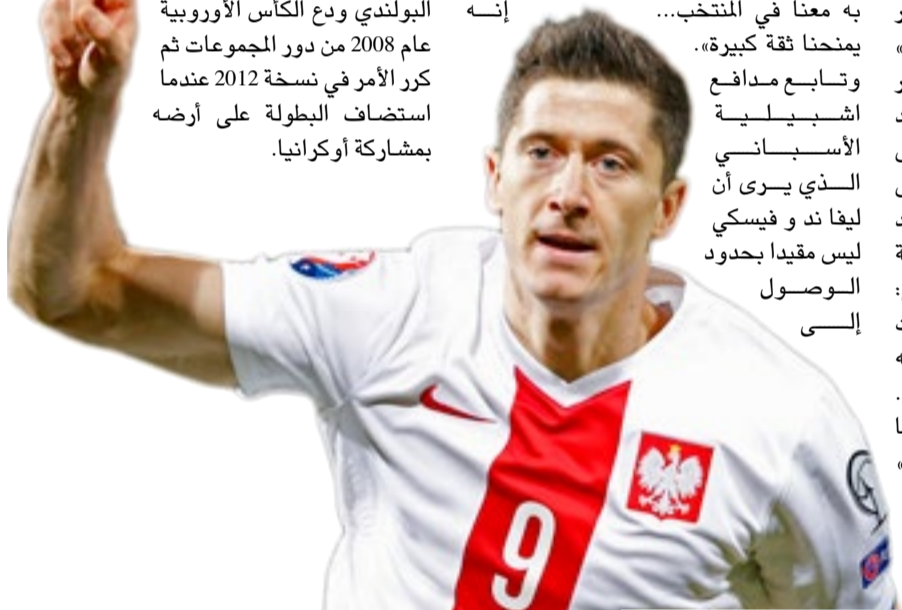 به معنا في المنتخب...
يمنحنا ثقة كبيرة».
وتابع مدافع
اشبيلية
الأسباني
الذي يرى أن
ليفا ند و فيسكي
ليس مقيدا بحدود
الوصول
إلى
إنه
البولندي ودع الكأس الأوروبية
عام 2008 من دور المجموعات ثم
كرر الأمر في نسخة 2012 عندما
استضاف البطولة على أرضه
بمشاركة أوكرانيا.
9